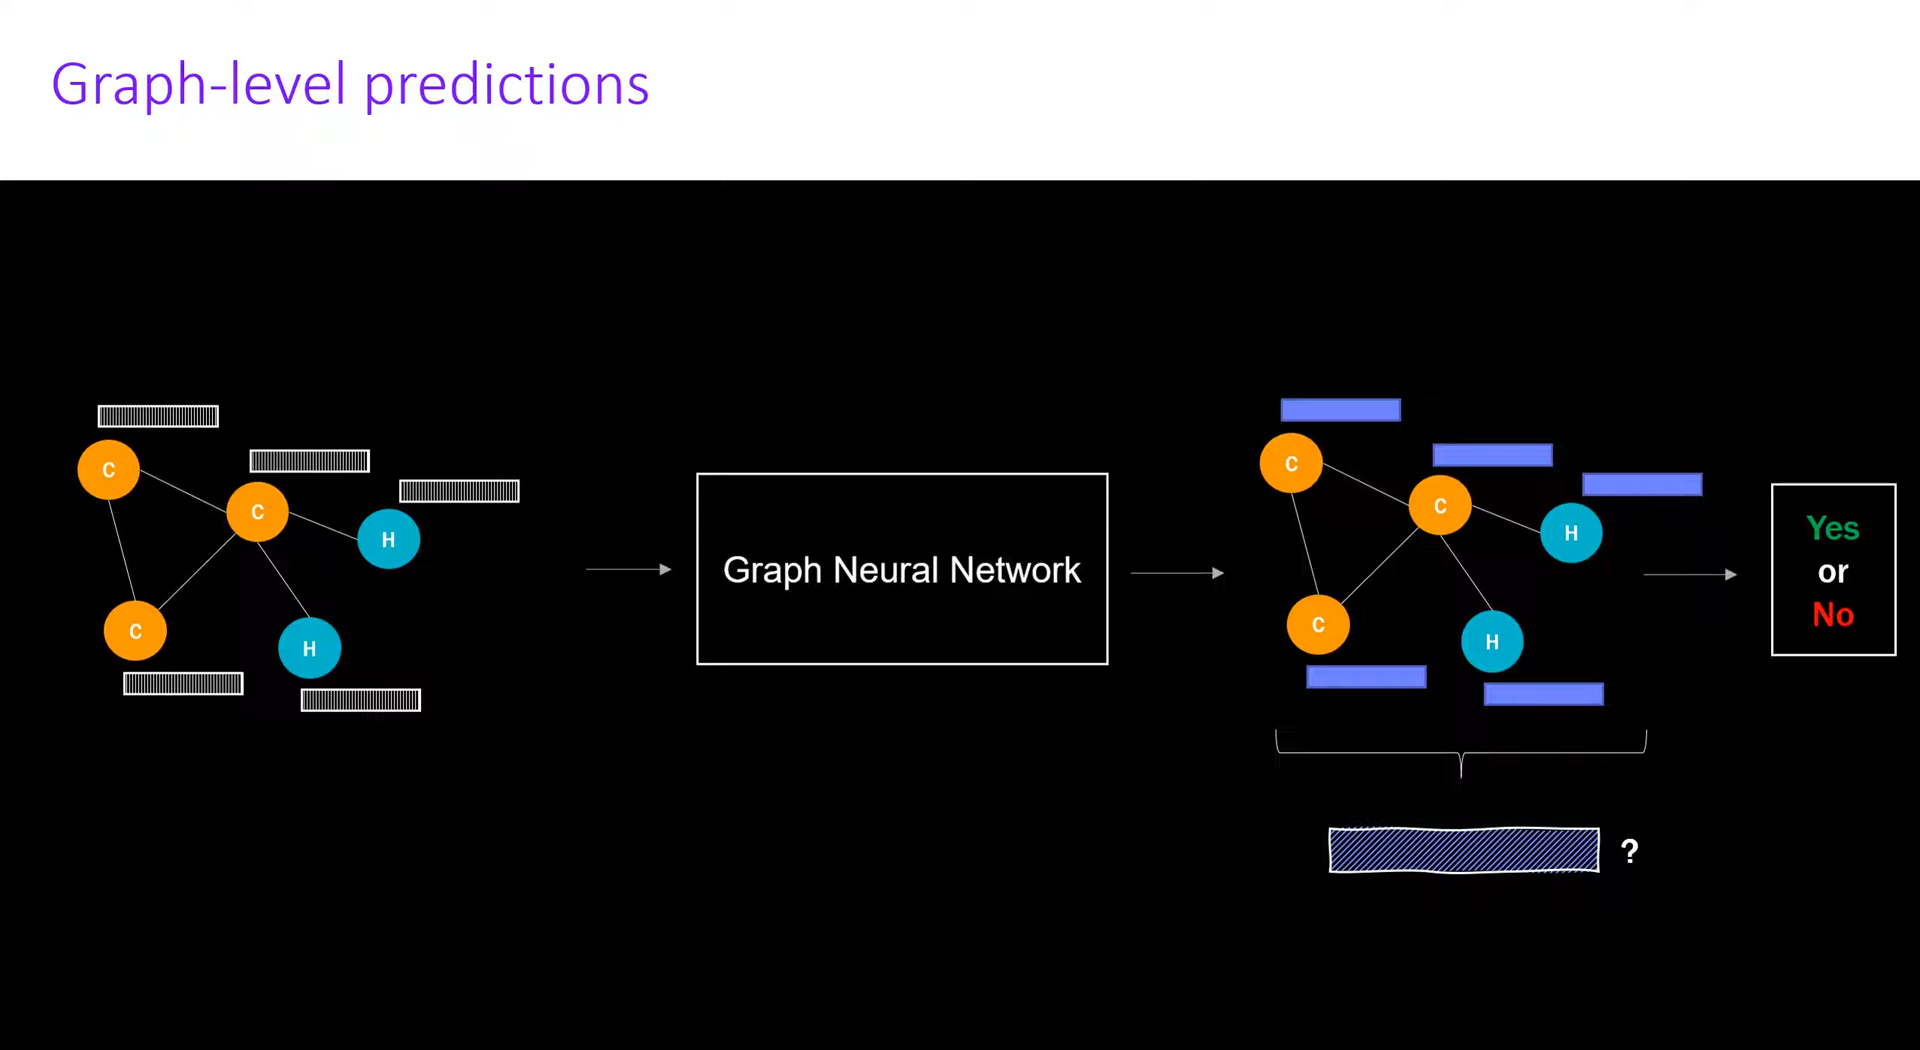 Graph-level predictions
C
C
H
C
H
Graph Neural Network
C
C
H
C
H
Yes
or
No
?